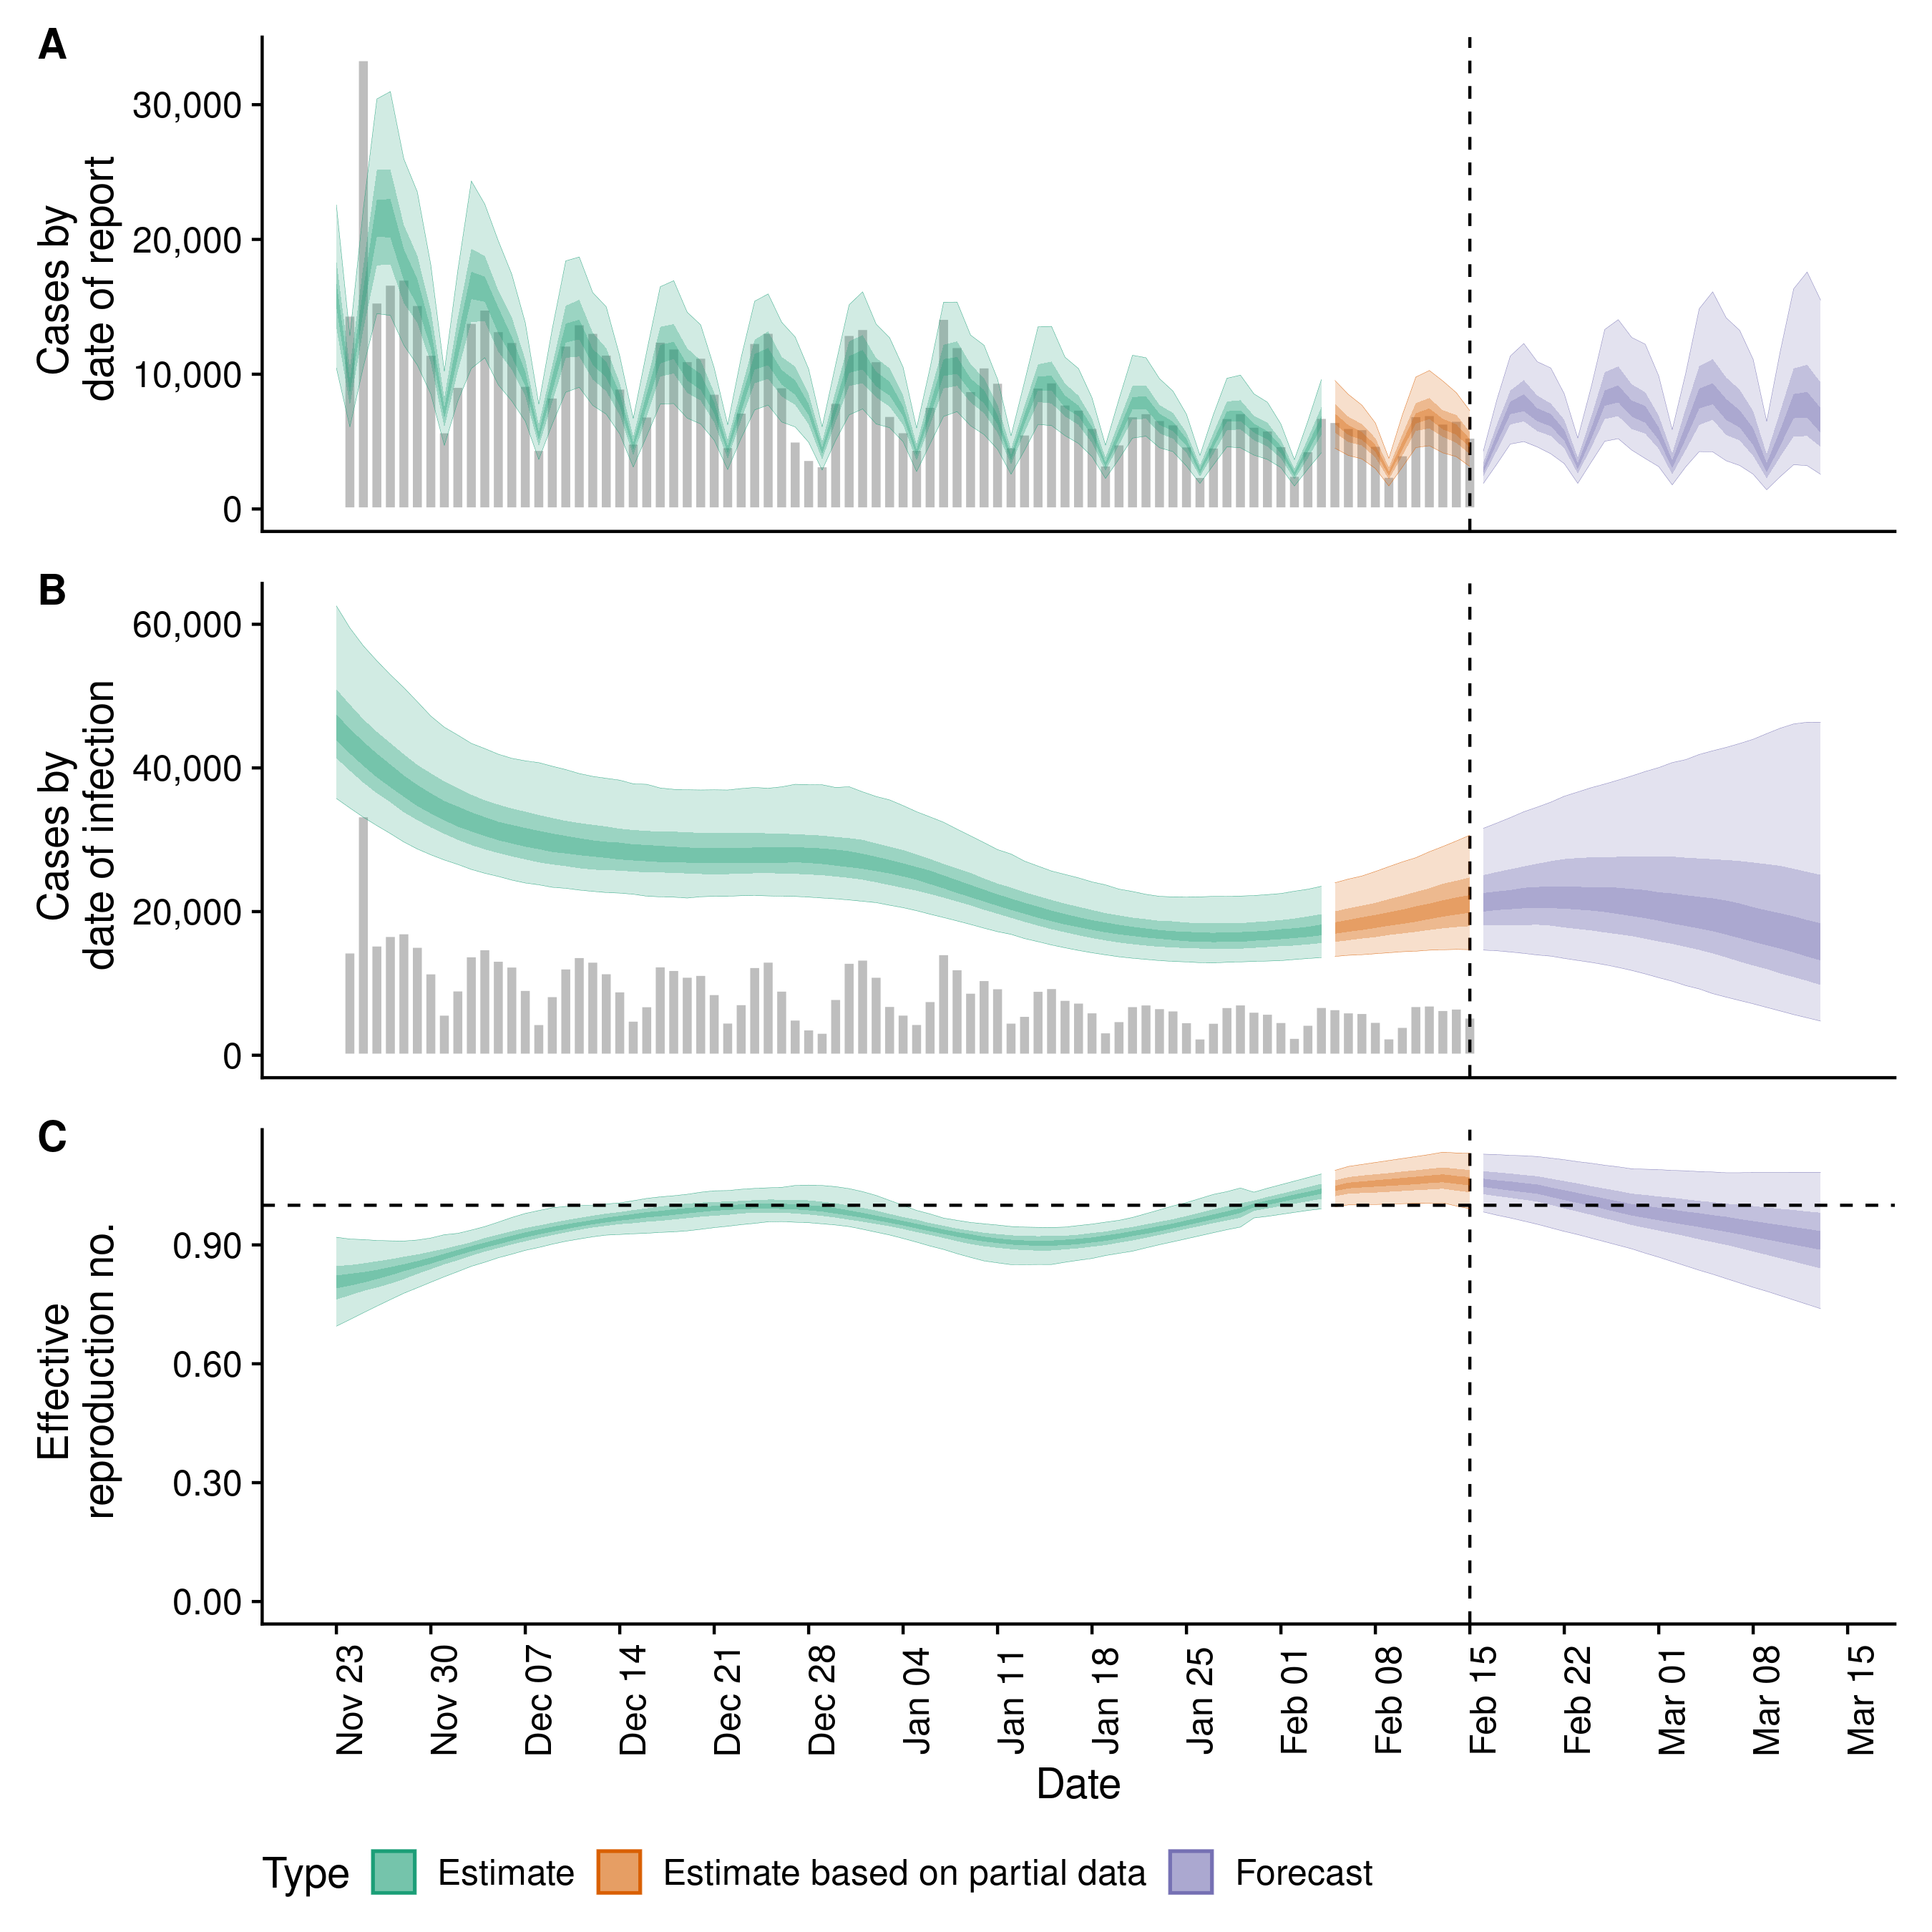 A
Cases by
date of report
30,000
20,000
10,000
0
B
Cases by
date of infection
60,000
40,000
20,000
0
C
Effective
reproduction no.
0.90
0.60
0.30
0.00
Nov 23
Nov 30
Dec 07
Dec 14
Dec 21
Dec 28
Jan 04
Jan 11
Jan 18
Jan 25
Feb 01
Feb 08
Feb 15
Feb 22
Mar 01
Mar 08
Mar 15
Date
Type Estimate Estimate based on partial data Forecast